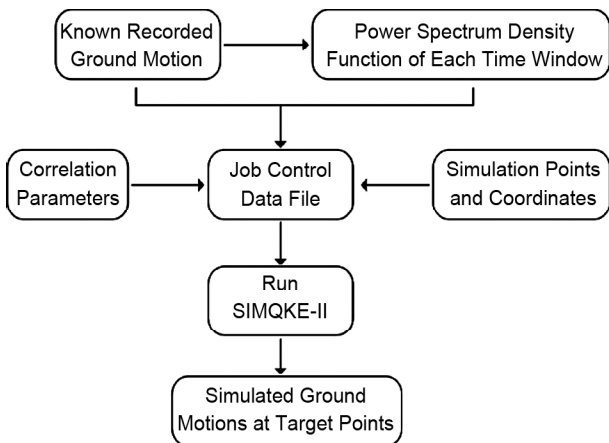 Known Recorded
Ground Motion
Power Spectrum Density
Function of Each Time Window
Correlation
Parameters
Job Control
Data File
Simulation Points
and Coordinates
Run
SIMQKE-II
Simulated Ground
Motions at Target Points